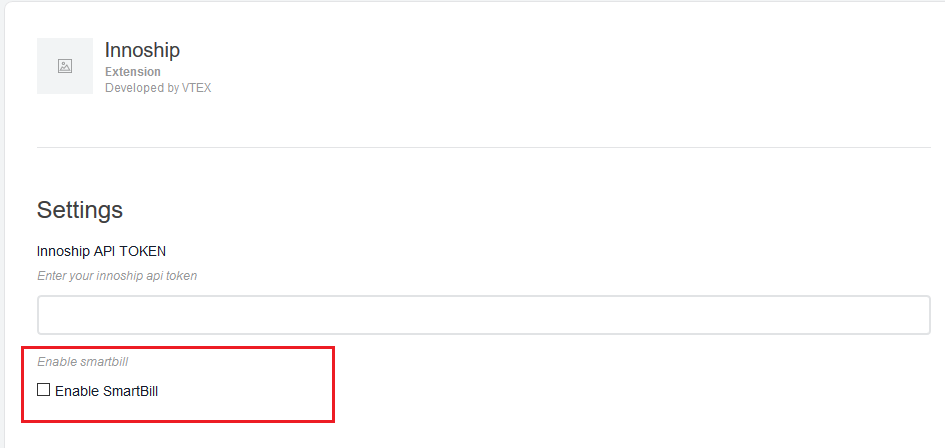 Innoship
Extension
Developed by VTEX
Settings
Innoship API TOKEN
Enter your innoship api token
Enable smartbill
Enable SmartBill